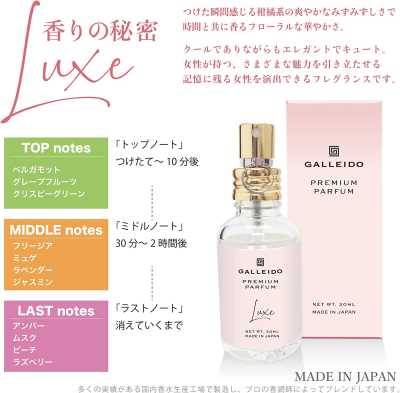 香りの秘密
Luxe
つけた瞬間感じる柑橘系の爽やかなみずみずしさで
時間と共に香るフローラルな華やかさ。
クールでありながらもエレガントでキュート。
女性が持つ、さまざまな魅力を引き立たせる
記憶に残る女性を演出できるフレグランスです。
TOP notes
ベルガモット
グレープフルーツ
クリスピーグリーン
「トップノート」
つけたて〜10分後
MIDDLE notes
フリージア
ミュゲ
ラベンダー
ジャスミン
「ミドルノート」
30分〜2時間後
LAST notes
アンバー
ムスク
ピーチ
ラズベリー
「ラストノート」
消えていくまで
GALLEIDO
PREMIUM
PARFUM
Luxe
NET WT. 30ML
MADE IN JAPAN
GALLEIDO
PREMIUM
PARFUM
NET WT. 30ML
MADE IN JAPAN
MADE IN JAPAN
多くの実績がある国内香水生産工場で製造し、プロの香調師によってブレンドしています。